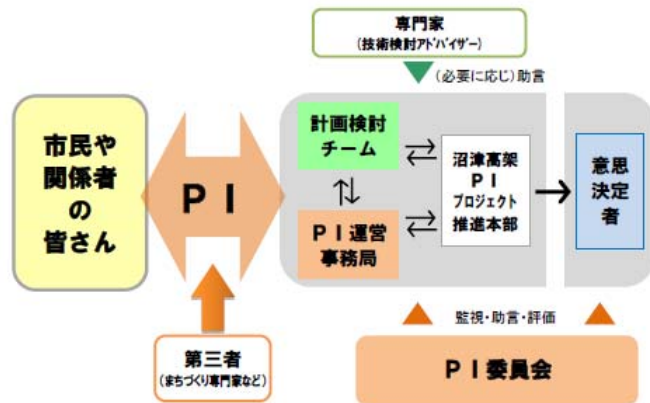 専門家
(技術検討アドバイザー)
(必要に応じ)助言
市民や
関係者
の
皆さん
PI
計画検討
チーム
PI運営
事務局
沼津高架
PI
プロジェクト
推進本部
意思
決定
者
第三者
(まちづくり専門家など)
監視・助言・評価
PI委員会